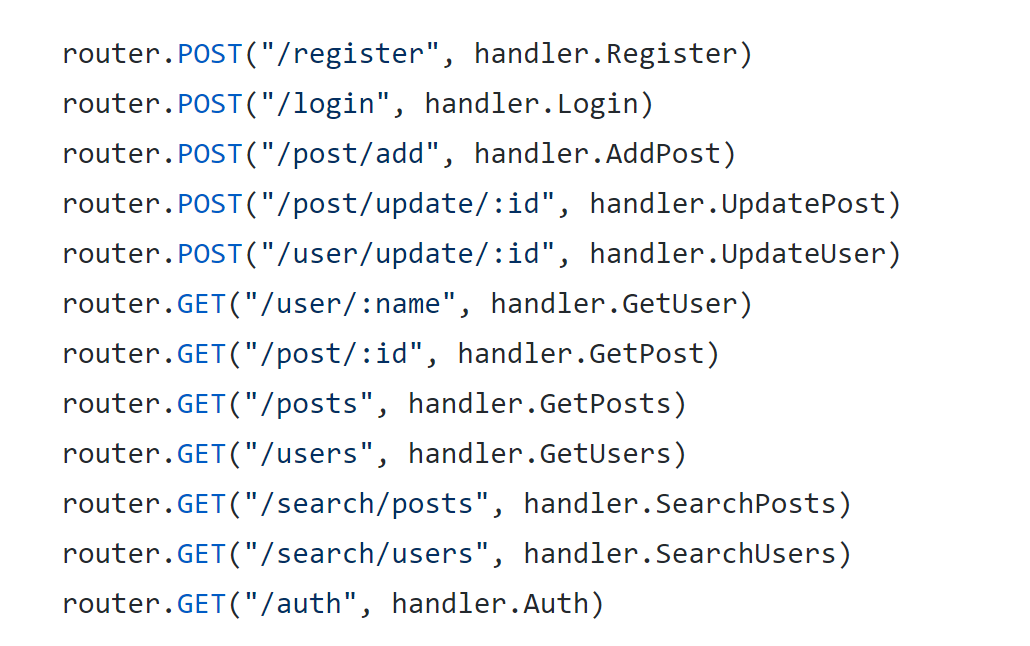 router.POST("/register", handler.Register)
router.POST("/login", handler.Login)
router.POST("/post/add", handler.AddPost)
router.POST("/post/update/:id", handler.UpdatePost)
router.POST("/user/update/:id", handler.UpdateUser)
router.GET("/user/:name", handler.GetUser)
router.GET("/post/:id", handler.GetPost)
router.GET("/posts", handler.GetPosts)
router.GET("/users", handler.GetUsers)
router.GET("/search/posts", handler.SearchPosts)
router.GET("/search/users", handler.SearchUsers)
router.GET("/auth", handler.Auth)